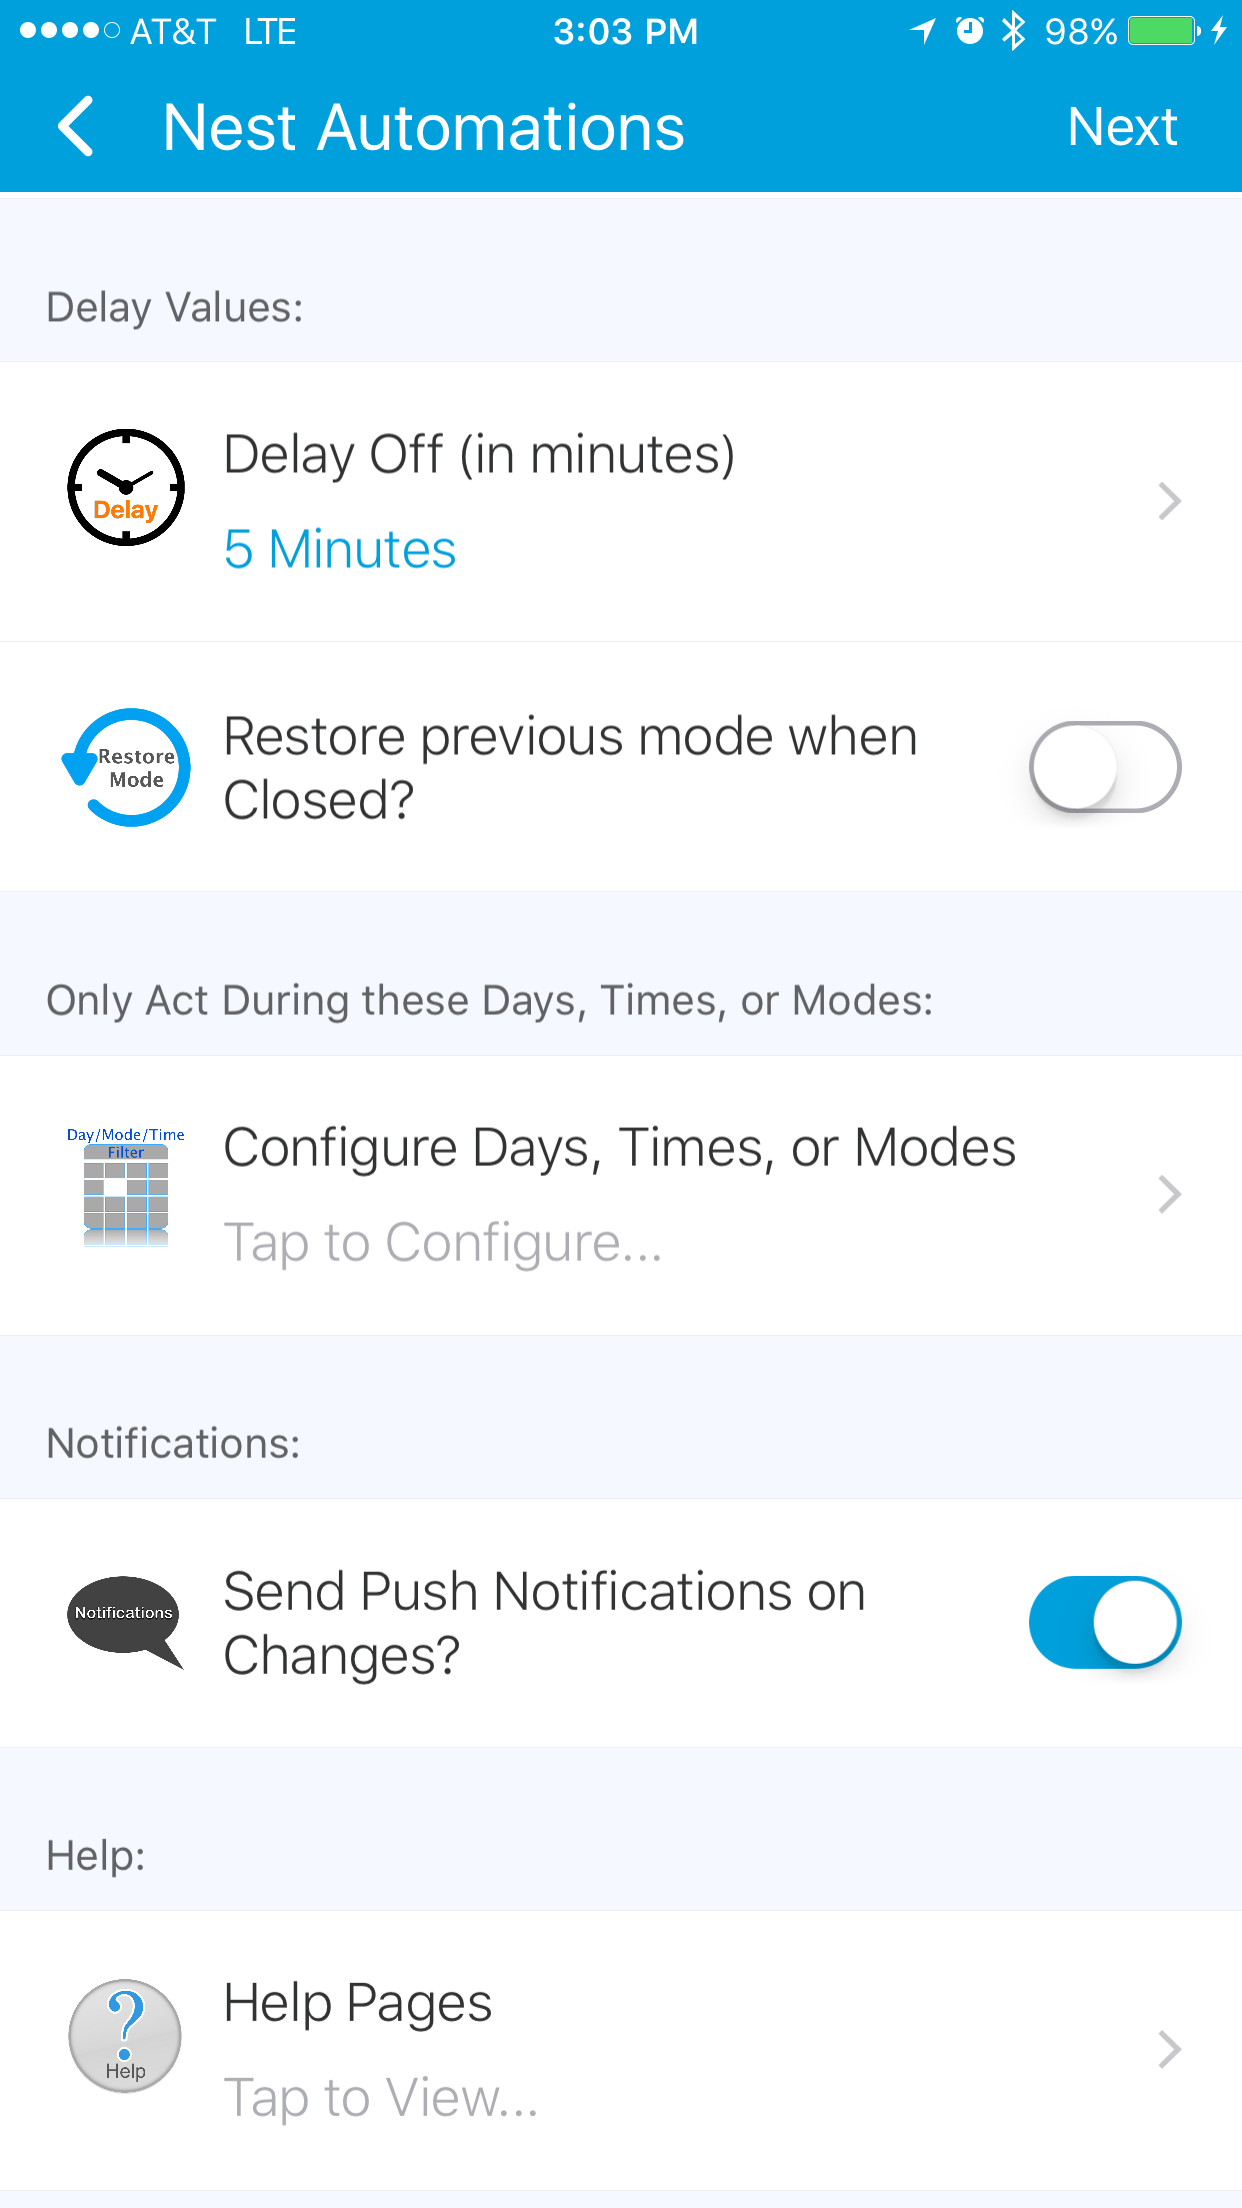 AT&T LTE 3:03 PM 98%
Nest Automations Next
Delay Values:
Delay
Delay Off (in minutes)
5 Minutes
Restore
Mode
Restore previous mode when
Closed?
Only Act During these Days, Times, or Modes:
Day/Mode/Time
Filter
Configure Days, Times, or Modes
Tap to Configure...
Notifications:
Notifications
Send Push Notifications on
Changes?
Help:
?
Help
Help Pages
Tap to View...